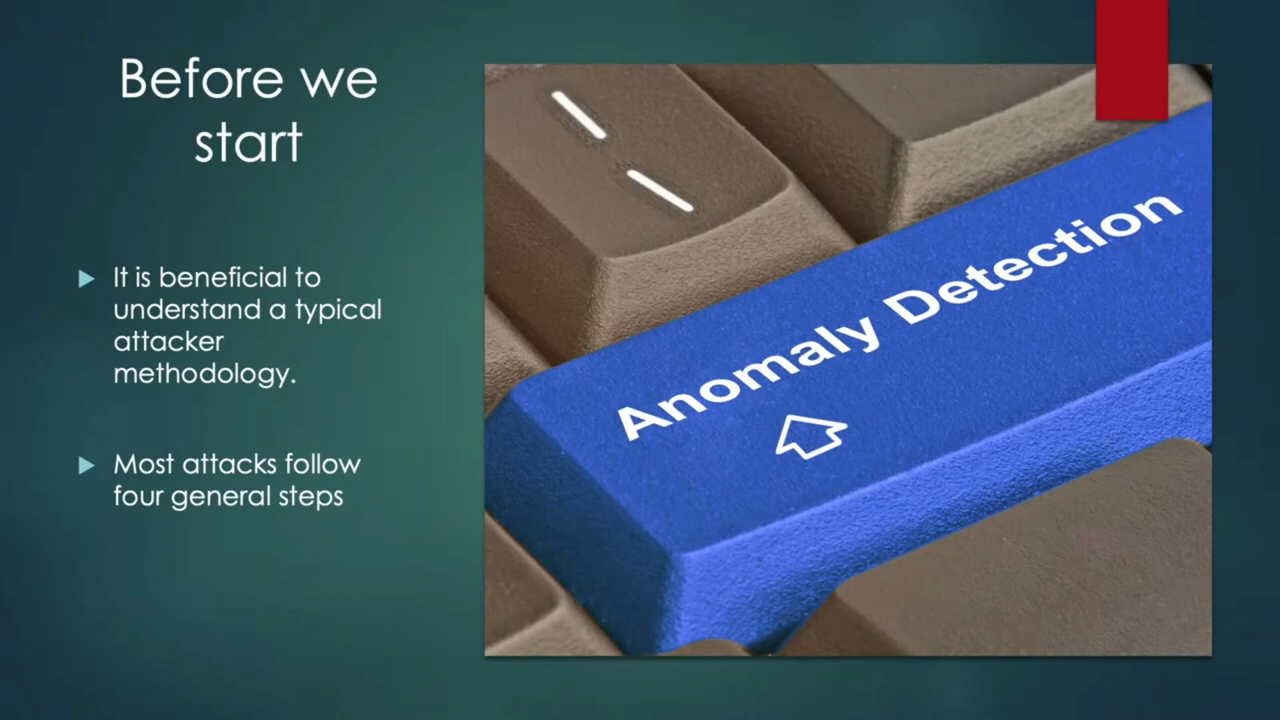 Before we
start
It is beneficial to
understand a typical
attacker
methodology.
Most attacks follow
four general steps
Anomaly Detection